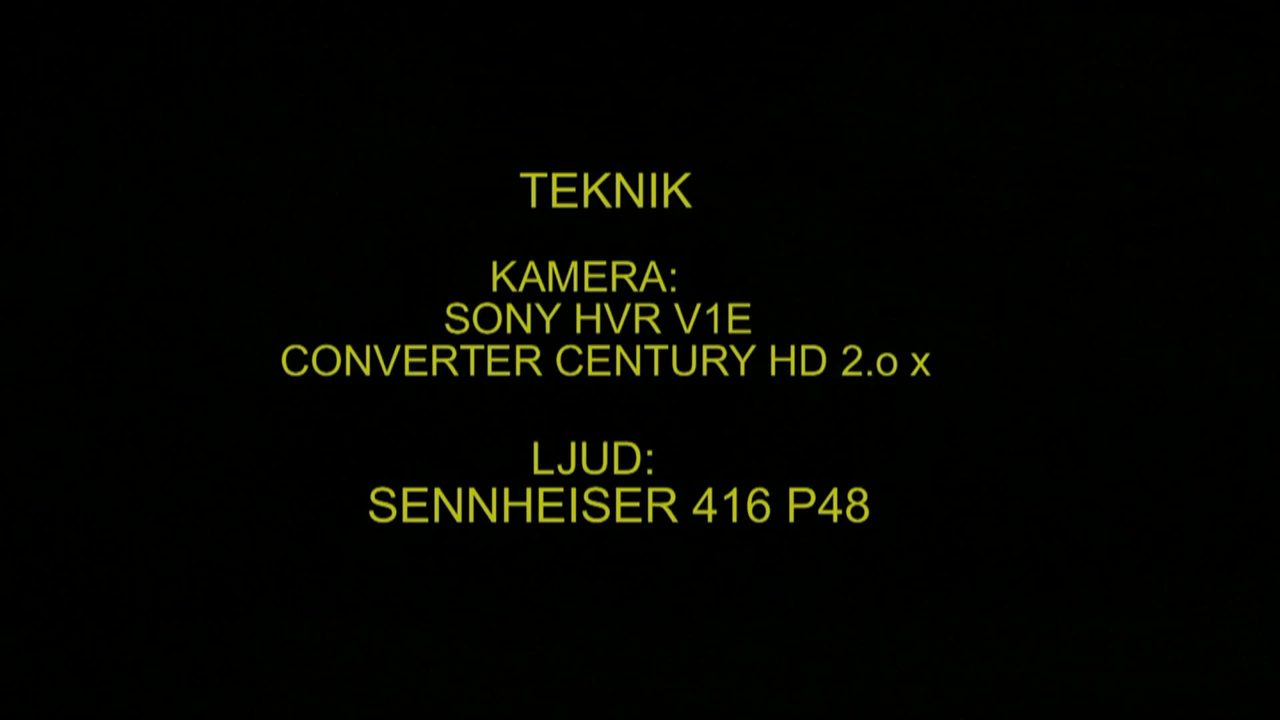 TEKNIK
KAMERA:
SONY HVR V1E
CONVERTER CENTURY HD 2.o x
LJUD:
SENNHEISER 416 P48